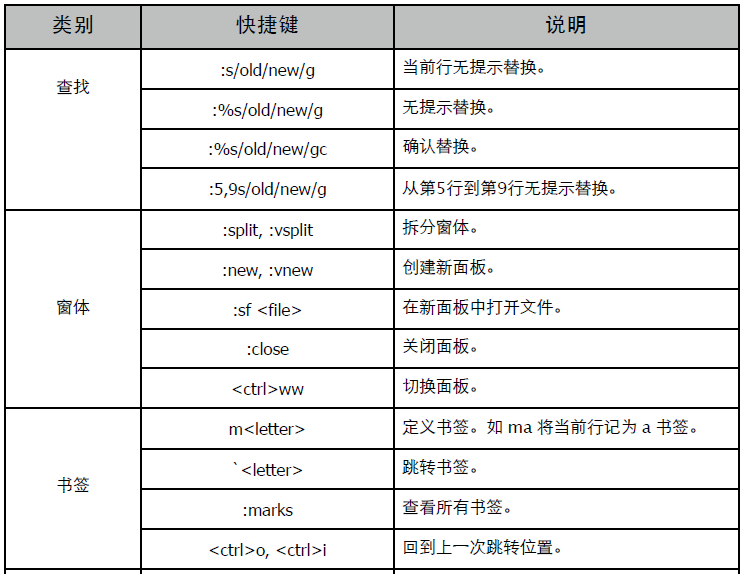 类别 快捷键 说明
查找 :s/old/new/g 当前行无提示替换。
:%s/old/new/g 无提示替换。
:%s/old/new/gc 确认替换。
:5,9s/old/new/g 从第5行到第9行无提示替换。
窗体 :split, :vsplit 拆分窗体。
:new, :vnew 创建新面板。
:sf <file> 在新面板中打开文件。
:close 关闭面板。
<ctrl>ww 切换面板。
书签 m<letter> 定义书签。如 ma 将当前行记为 a 书签。
`<letter> 跳转书签。
:marks 查看所有书签。
<ctrl>o, <ctrl>i 回到上一次跳转位置。